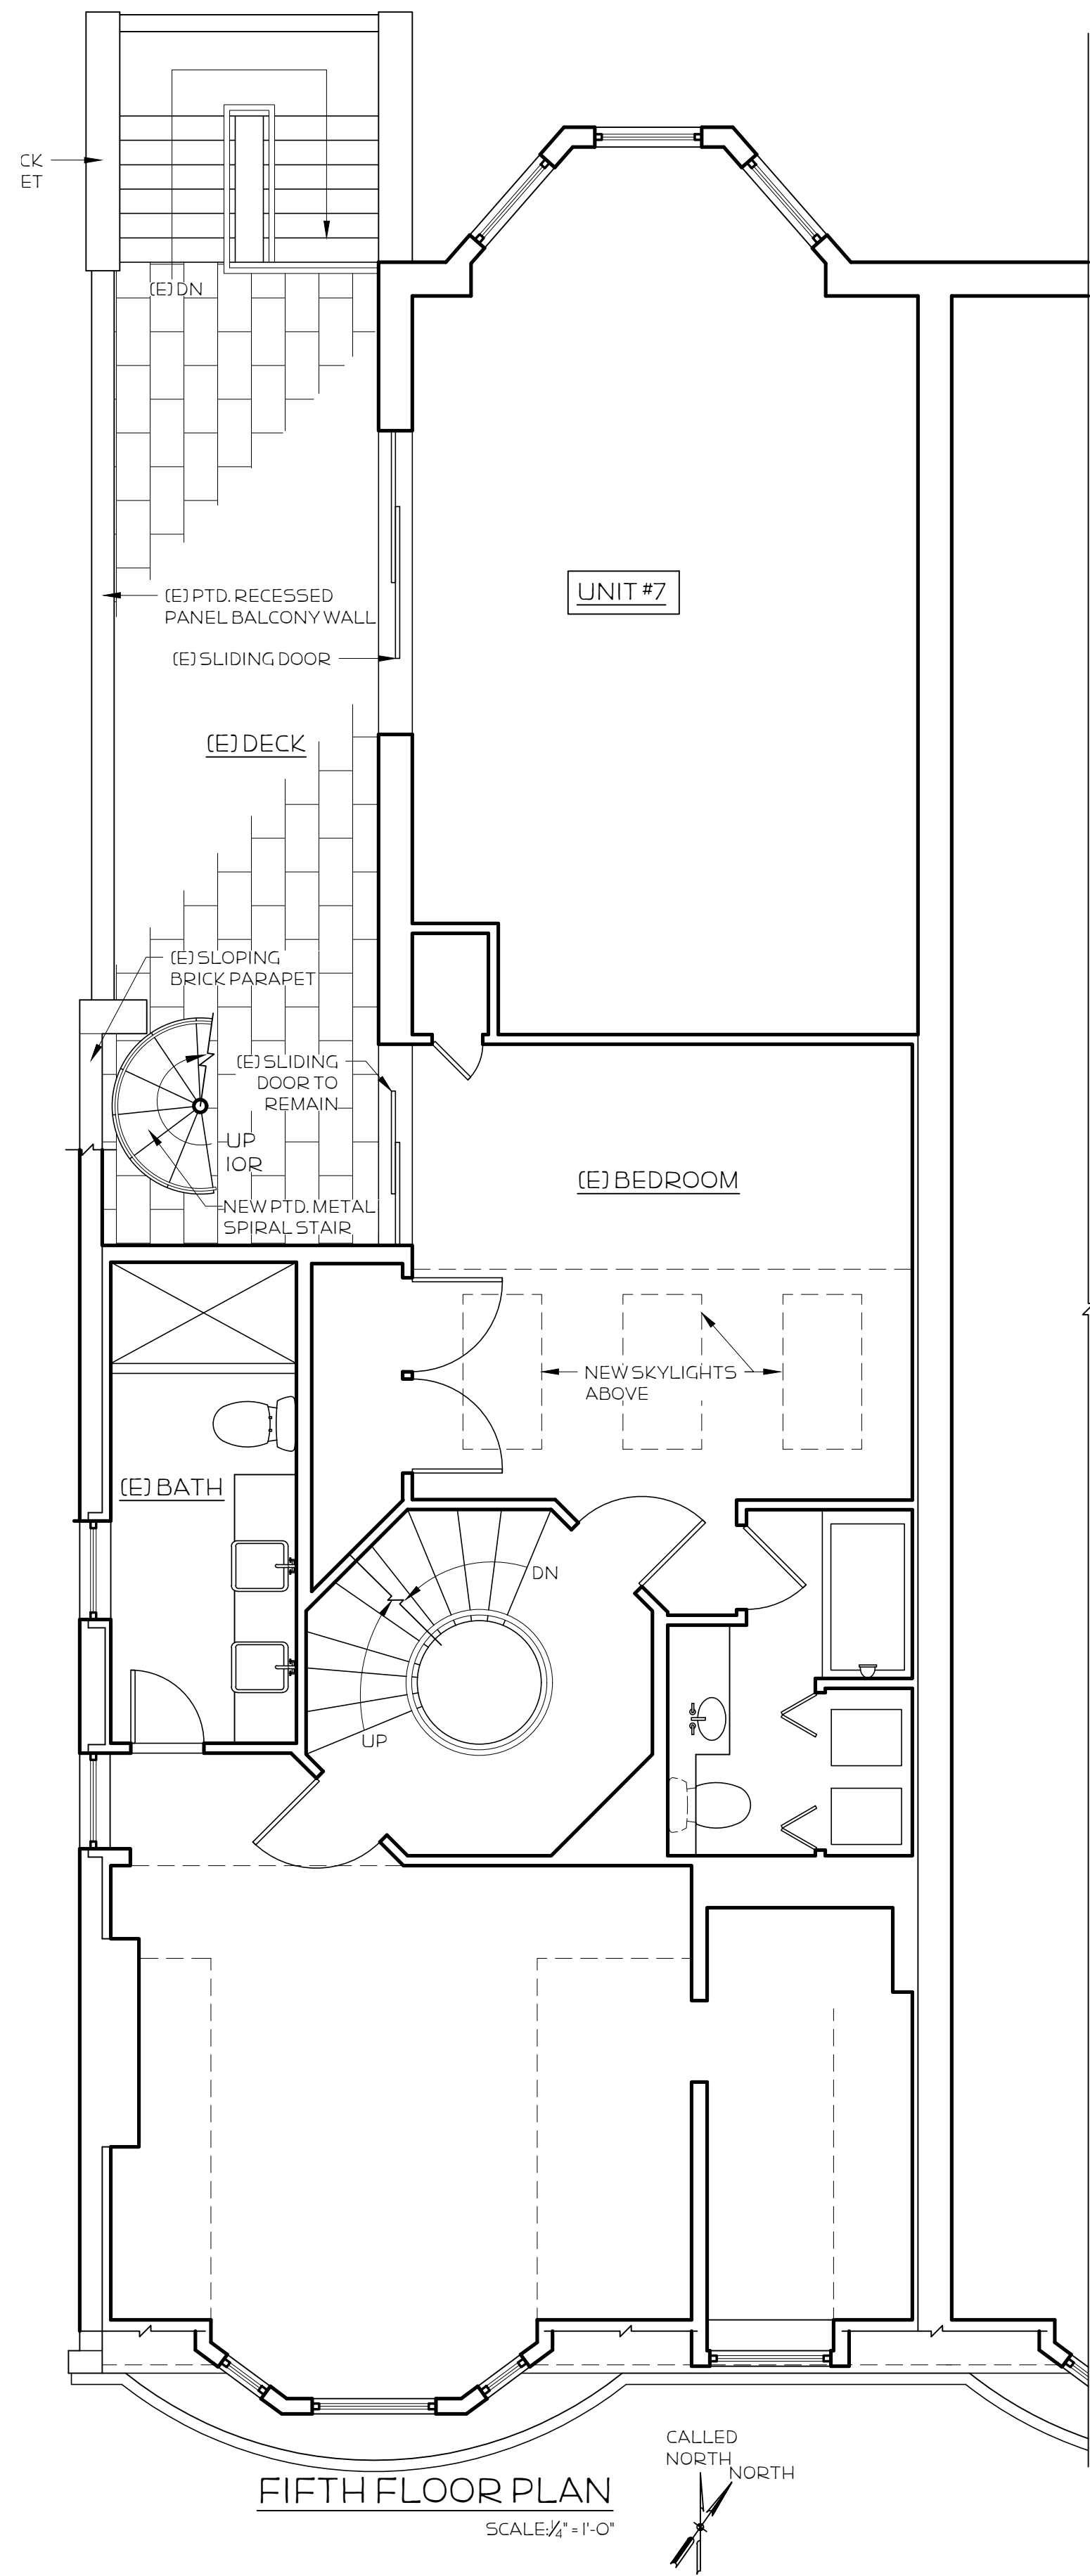 CK
ET
(E) DN
(E) PTD. RECESSED
PANEL BALCONY WALL
UNIT #7
(E) SLIDING DOOR
(E) DECK
(E) SLOPING
BRICK PARAPET
(E) SLIDING
DOOR TO
REMAIN
UP
10R
(E) BEDROOM
NEW PTD. METAL
SPIRAL STAIR
NEW SKYLIGHTS
ABOVE
(E) BATH
DN
UP
CALLED
NORTH
NORTH
FIFTH FLOOR PLAN
SCALE: 1/4" = 1'-0"